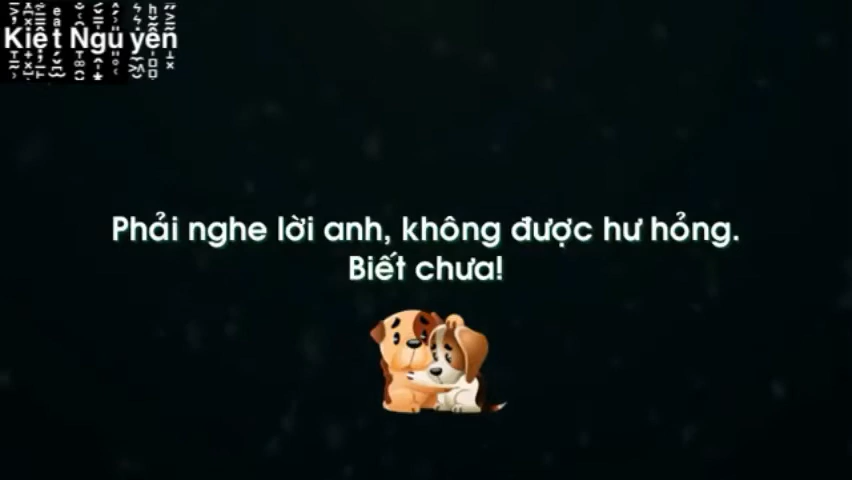 Kiệt Nguyễn
Phải nghe lời anh, không được hư hỏng.
Biết chưa!